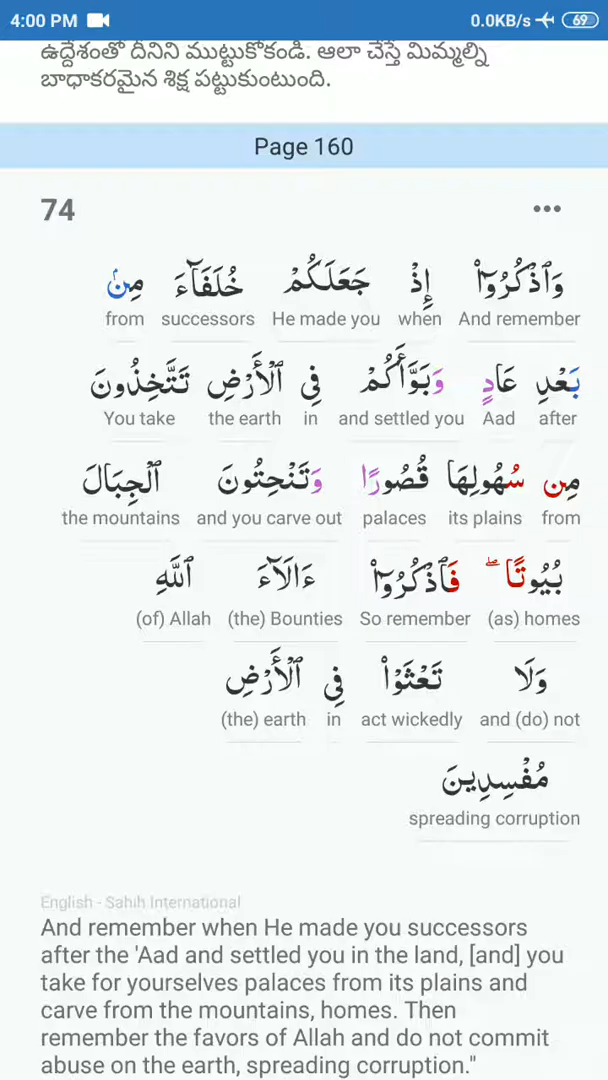 4:00 PM 0.0KB/s 69
ఉద్దేశంతో దీనిని ముట్టుకోకండి. ఆలా చేస్తే మిమ్మల్ని
బాధాకరమైన శిక్ష పట్టుకుంటుంది.
Page 160
74
وَٱذْكُرُوٓا۟ إِذْ جَعَلَكُمْ خُلَفَآءَ مِنۢ
And remember when He made you successors from
بَعْدِ عَادٍ وَبَوَّأَكُمْ فِى ٱلْأَرْضِ تَتَّخِذُونَ
after Aad and settled you in the earth You take
مِن سُهُولِهَا قُصُورًا وَتَنْحِتُونَ ٱلْجِبَالَ
from its plains palaces and you carve out the mountains
بُيُوتًا ۖ فَٱذْكُرُوٓا۟ ءَالَآءَ ٱللَّهِ
(as) homes So remember (the) Bounties (of) Allah
وَلَا تَعْثَوْا۟ فِى ٱلْأَرْضِ
and (do) not act wickedly in (the) earth
مُفْسِدِينَ
spreading corruption
English - Sahih International
And remember when He made you successors
after the 'Aad and settled you in the land, [and] you
take for yourselves palaces from its plains and
carve from the mountains, homes. Then
remember the favors of Allah and do not commit
abuse on the earth, spreading corruption."